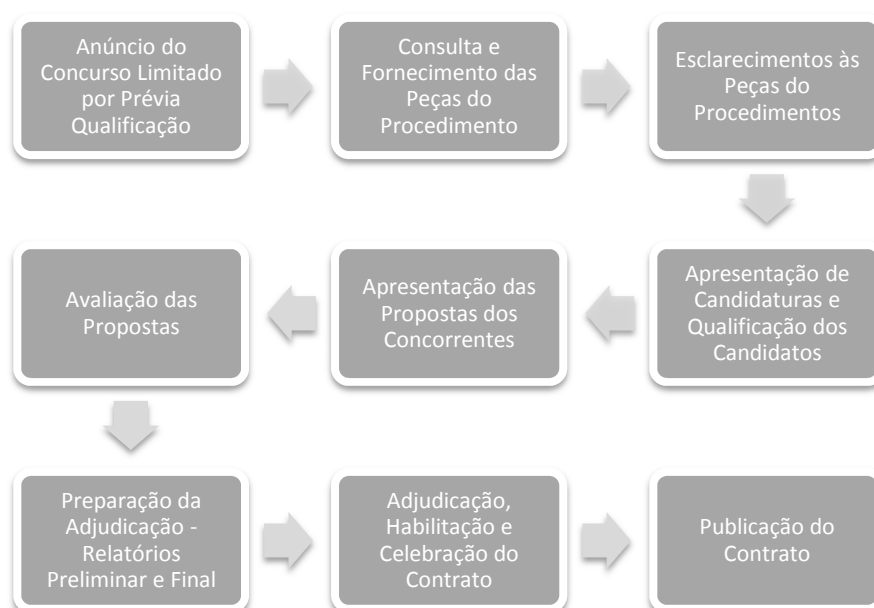 Anúncio do
Concurso Limitado
por Prévia
Qualificação
Consulta e
Fornecimento das
Peças do
Procedimento
Esclarecimentos às
Peças do
Procedimentos
Apresentação de
Candidaturas e
Qualificação dos
Candidatos
Apresentação das
Propostas dos
Concorrentes
Avaliação das
Propostas
Preparação da
Adjudicação -
Relatórios
Preliminar e Final
Adjudicação,
Habilitação e
Celebração do
Contrato
Publicação do
Contrato